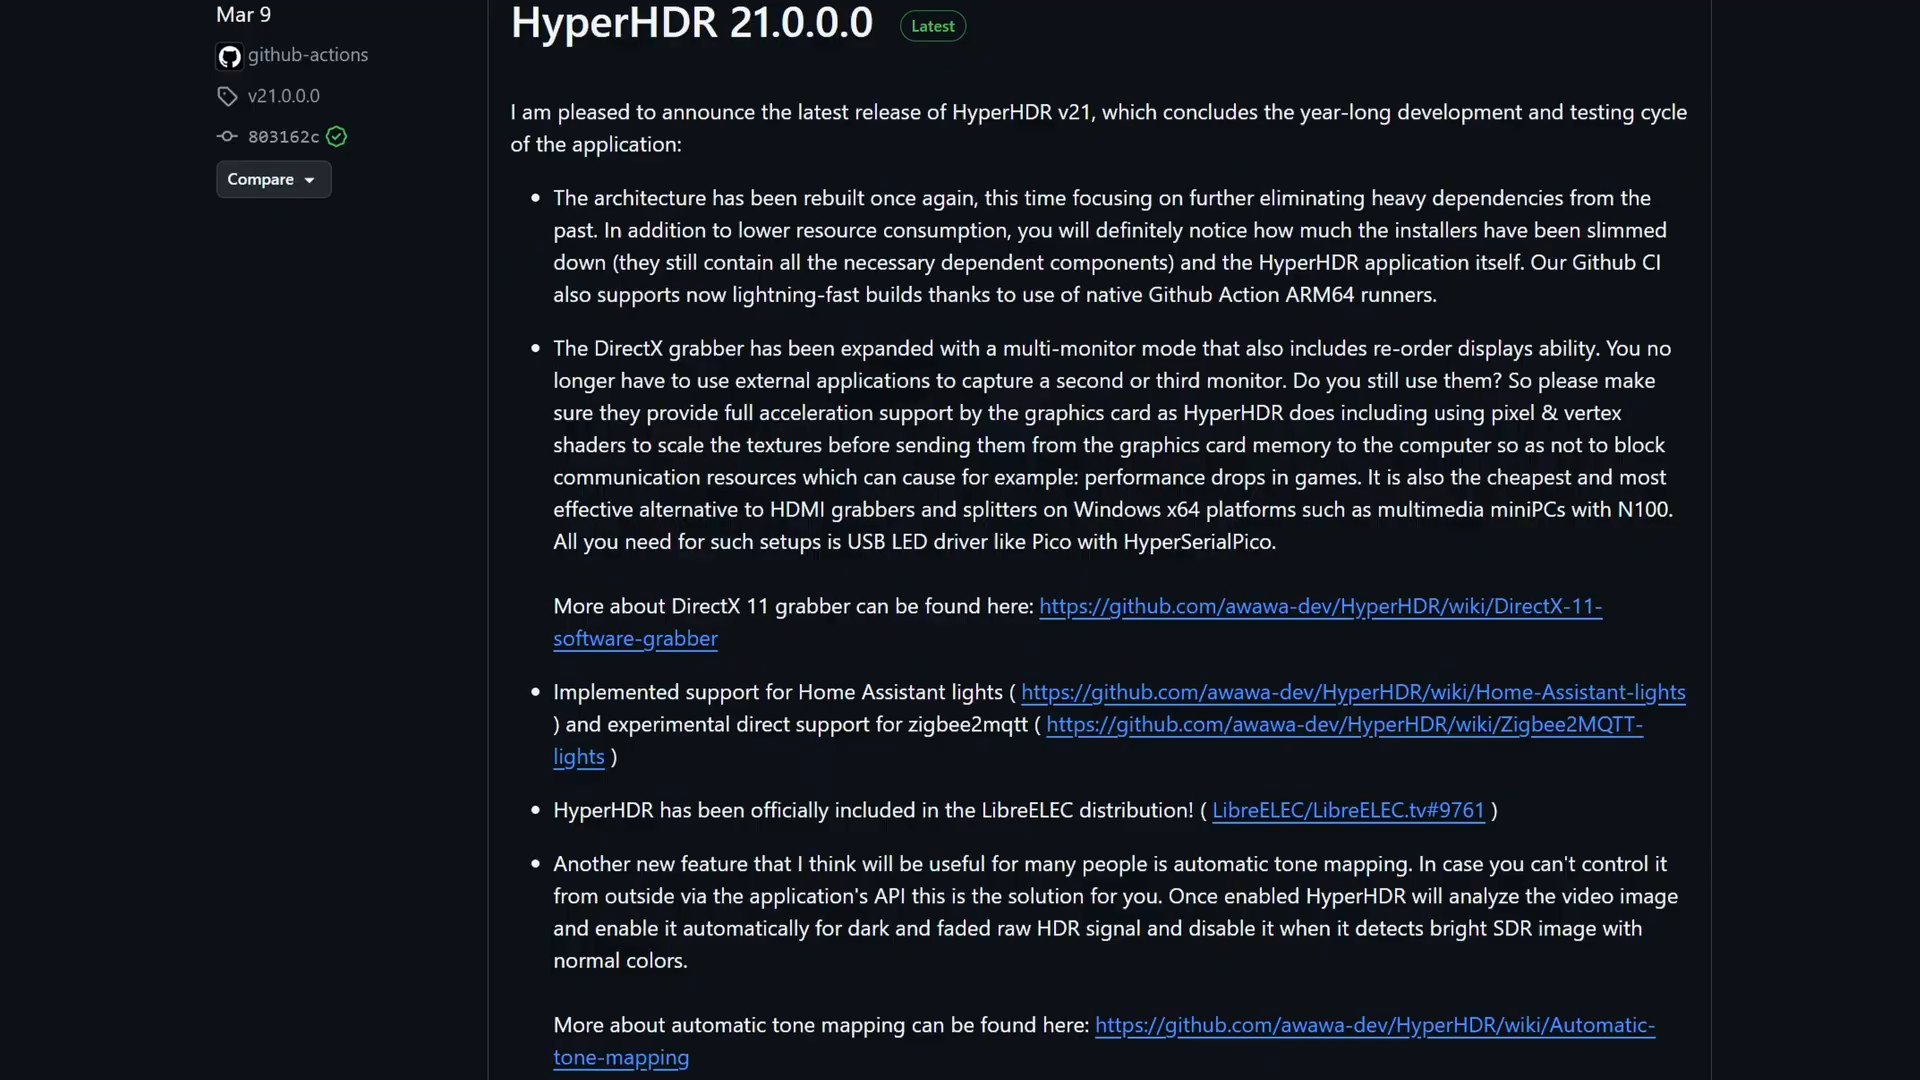 Mar 9
github-actions
v21.0.0.0
803162c
Compare
HyperHDR 21.0.0.0 Latest
I am pleased to announce the latest release of HyperHDR v21, which concludes the year-long development and testing cycle
of the application:
The architecture has been rebuilt once again, this time focusing on further eliminating heavy dependencies from the
past. In addition to lower resource consumption, you will definitely notice how much the installers have been slimmed
down (they still contain all the necessary dependent components) and the HyperHDR application itself. Our Github CI
also supports now lightning-fast builds thanks to use of native Github Action ARM64 runners.
The DirectX grabber has been expanded with a multi-monitor mode that also includes re-order displays ability. You no
longer have to use external applications to capture a second or third monitor. Do you still use them? So please make
sure they provide full acceleration support by the graphics card as HyperHDR does including using pixel & vertex
shaders to scale the textures before sending them from the graphics card memory to the computer so as not to block
communication resources which can cause for example: performance drops in games. It is also the cheapest and most
effective alternative to HDMI grabbers and splitters on Windows x64 platforms such as multimedia miniPCs with N100.
All you need for such setups is USB LED driver like Pico with HyperSerialPico.
More about DirectX 11 grabber can be found here: https://github.com/awawa-dev/HyperHDR/wiki/DirectX-11-
software-grabber
Implemented support for Home Assistant lights ( https://github.com/awawa-dev/HyperHDR/wiki/Home-Assistant-lights
) and experimental direct support for zigbee2mqtt ( https://github.com/awawa-dev/HyperHDR/wiki/Zigbee2MQTT-
lights )
HyperHDR has been officially included in the LibreELEC distribution! ( LibreELEC/LibreELEC.tv#9761 )
Another new feature that I think will be useful for many people is automatic tone mapping. In case you can't control it
from outside via the application's API this is the solution for you. Once enabled HyperHDR will analyze the video image
and enable it automatically for dark and faded raw HDR signal and disable it when it detects bright SDR image with
normal colors.
More about automatic tone mapping can be found here: https://github.com/awawa-dev/HyperHDR/wiki/Automatic-
tone-mapping